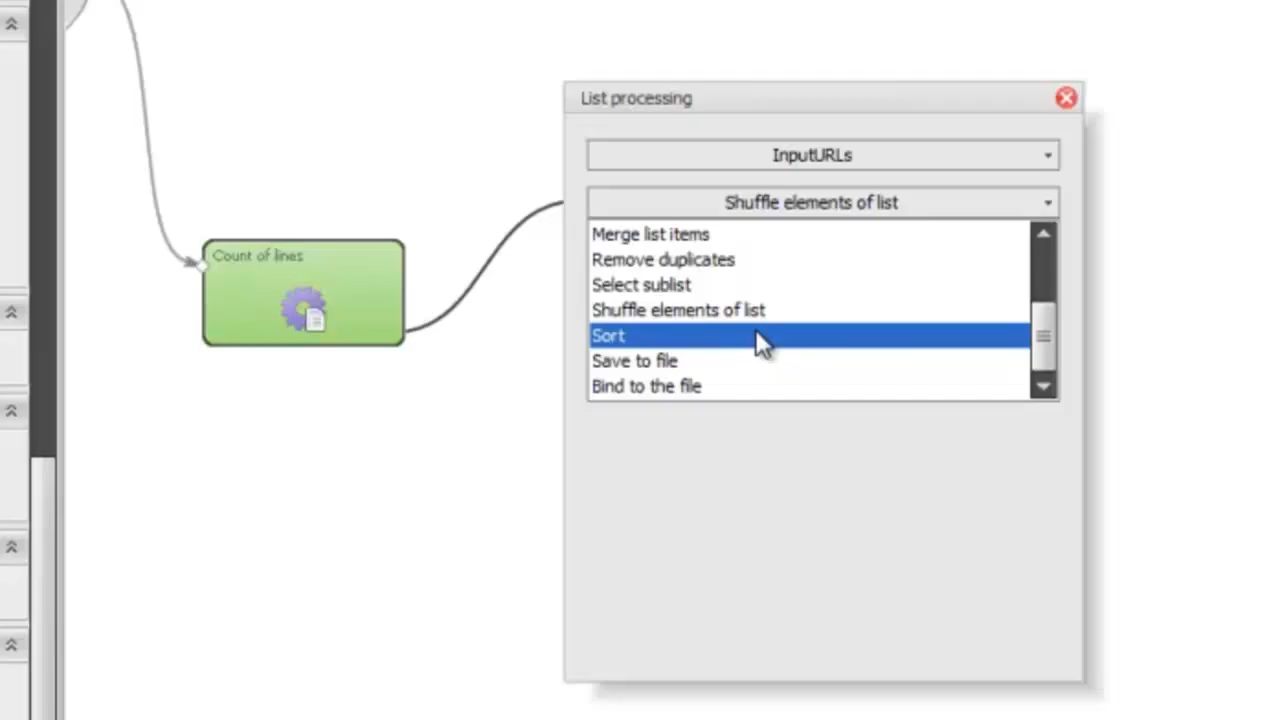 List processing
InputURLs
Shuffle elements of list
Merge list items
Remove duplicates
Select sublist
Shuffle elements of list
Sort
Save to file
Bind to the file
Count of lines